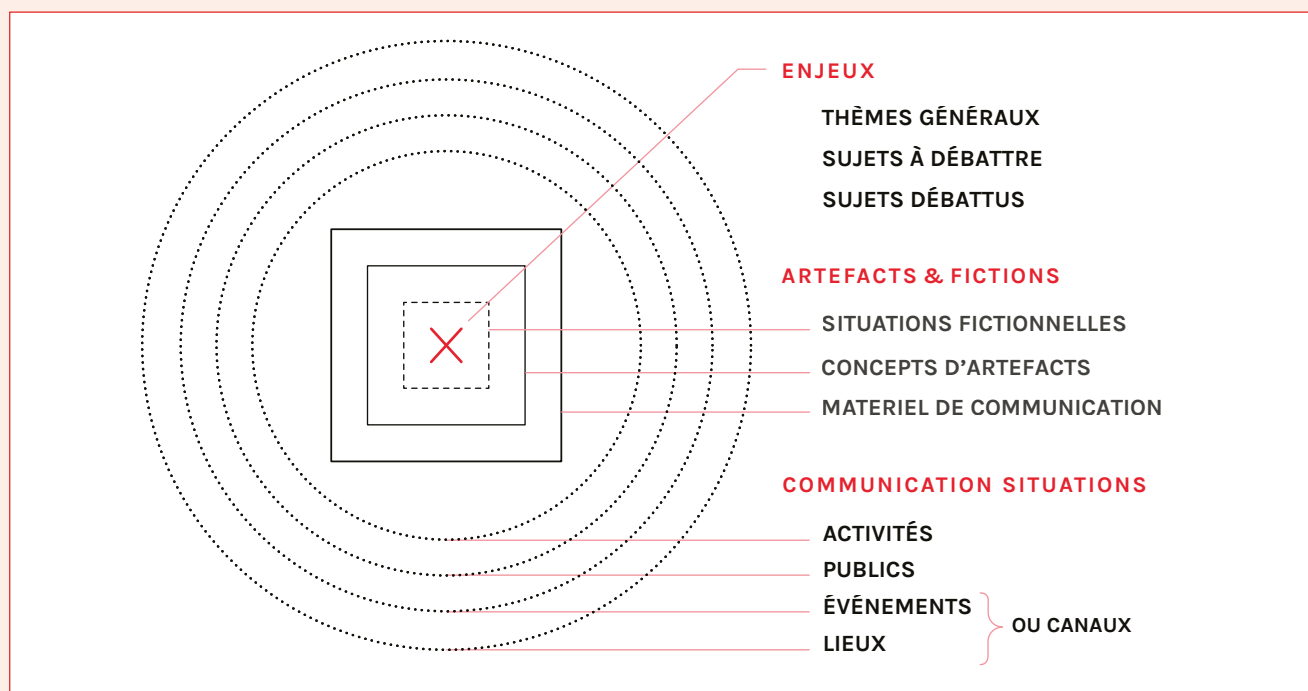 ENJEUX
THÈMES GÉNÉRAUX
SUJETS À DÉBATTRE
SUJETS DÉBATTUS
ARTEFACTS & FICTIONS
SITUATIONS FICTIONNELLES
CONCEPTS D'ARTEFACTS
MATERIEL DE COMMUNICATION
COMMUNICATION SITUATIONS
ACTIVITÉS
PUBLICS
ÉVÉNEMENTS
OU CANAUX
LIEUX